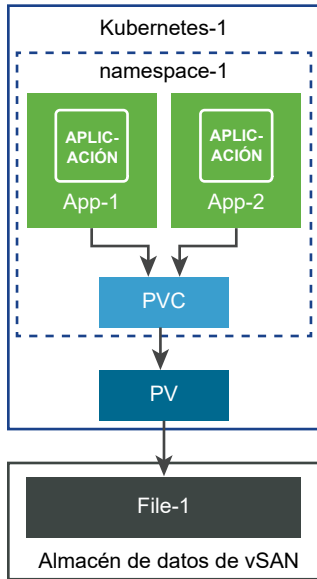 Kubernetes-1
namespace-1
APLIC-
ACIÓN
App-1
APLIC-
ACIÓN
App-2
PVC
PV
File-1
Almacén de datos de vSAN